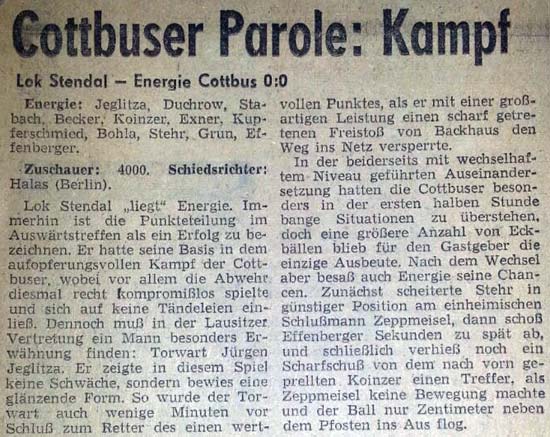 Cottbuser Parole: Kampf
Lok Stendal — Energie Cottbus 0:0
Energie: Jeglitza, Duchrow, Sta-
bach, Becker, Koinzer, Exner, Kup-
ferschmied, Bohla, Stehr, Grun, Ef-
fenberger.
Zuschauer: 4000. Schiedsrichter:
Halas (Berlin).
Lok Stendal „liegt" Energie. Im-
merhin ist die Punkteteilung im
Auswärtstreffen als ein Erfolg zu be-
zeichnen. Er hatte seine Basis in dem
aufopferungsvollen Kampf der Cott-
buser, wobei vor allem die Abwehr
diesmal recht kompromißlos spielte
und sich auf keine Tändeleien ein-
ließ. Dennoch muß in der Lausitzer
Vertretung ein Mann besonders Er-
wähnung finden: Torwart Jürgen
Jeglitza. Er zeigte in diesem Spiel
keine Schwäche, sondern bewies eine
glänzende Form. So wurde der Tor-
wart auch wenige Minuten vor
Schluß zum Retter des einen wert-
vollen Punktes, als er mit einer groß-
artigen Leistung einen scharf getre-
tenen Freistoß von Backhaus den
Weg ins Netz versperrte.
In der beiderseits mit wechselhaf-
tem Niveau geführten Auseinander-
setzung hatten die Cottbuser beson-
ders in der ersten halben Stunde
bange Situationen zu überstehen,
doch eine größere Anzahl von Eck-
bällen blieb für den Gastgeber die
einzige Ausbeute. Nach dem Wechsel
aber besaß auch Energie seine Chan-
cen. Zunächst scheiterte Stehr in
günstiger Position am einheimischen
Schlußmann Zeppmeisel, dann schoß
Effenberger Sekunden zu spät ab,
und schließlich verhieß noch ein
Scharfschuß von dem nach vorn ge-
prellten Koinzer einen Treffer, als
Zeppmeisel keine Bewegung machte
und der Ball nur Zentimeter neben
dem Pfosten ins Aus flog.